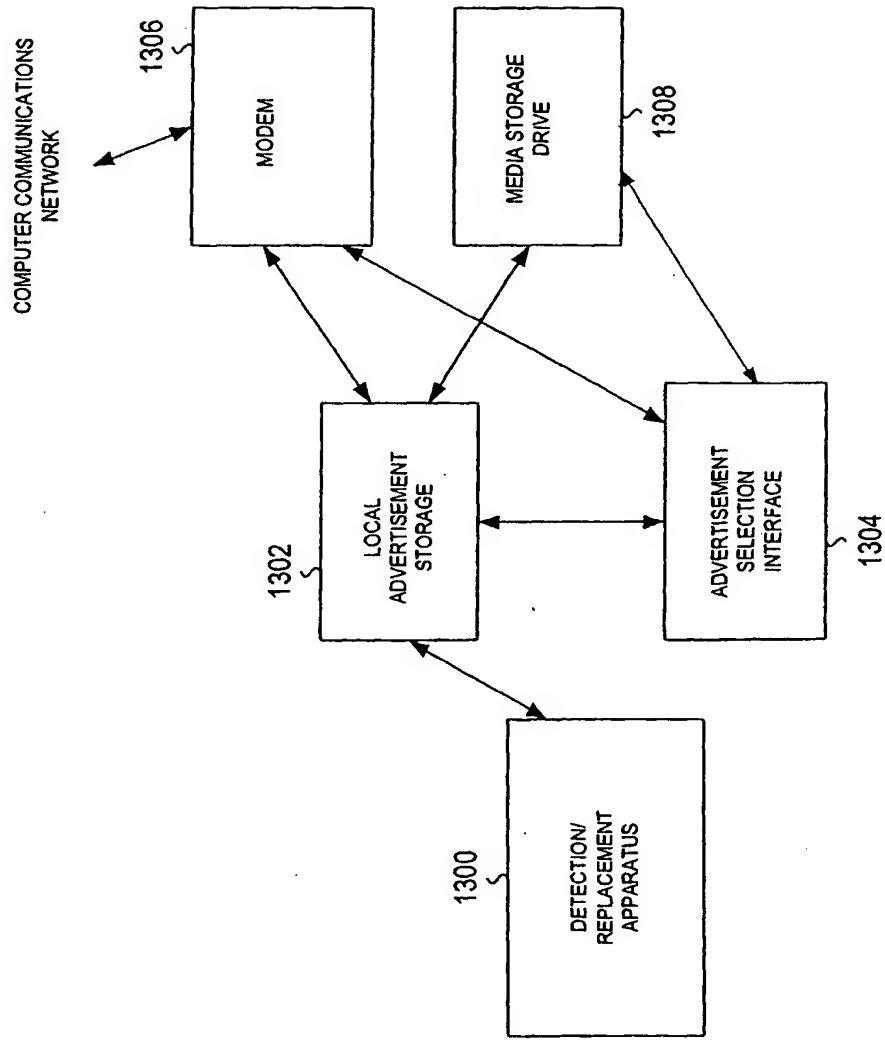 COMPUTER COMMUNICATIONS
NETWORK
1306
MODEM
MEDIA STORAGE
DRIVE
1308
1302
LOCAL
ADVERTISEMENT
STORAGE
ADVERTISEMENT
SELECTION
INTERFACE
1304
1300
DETECTION/
REPLACEMENT
APPARATUS